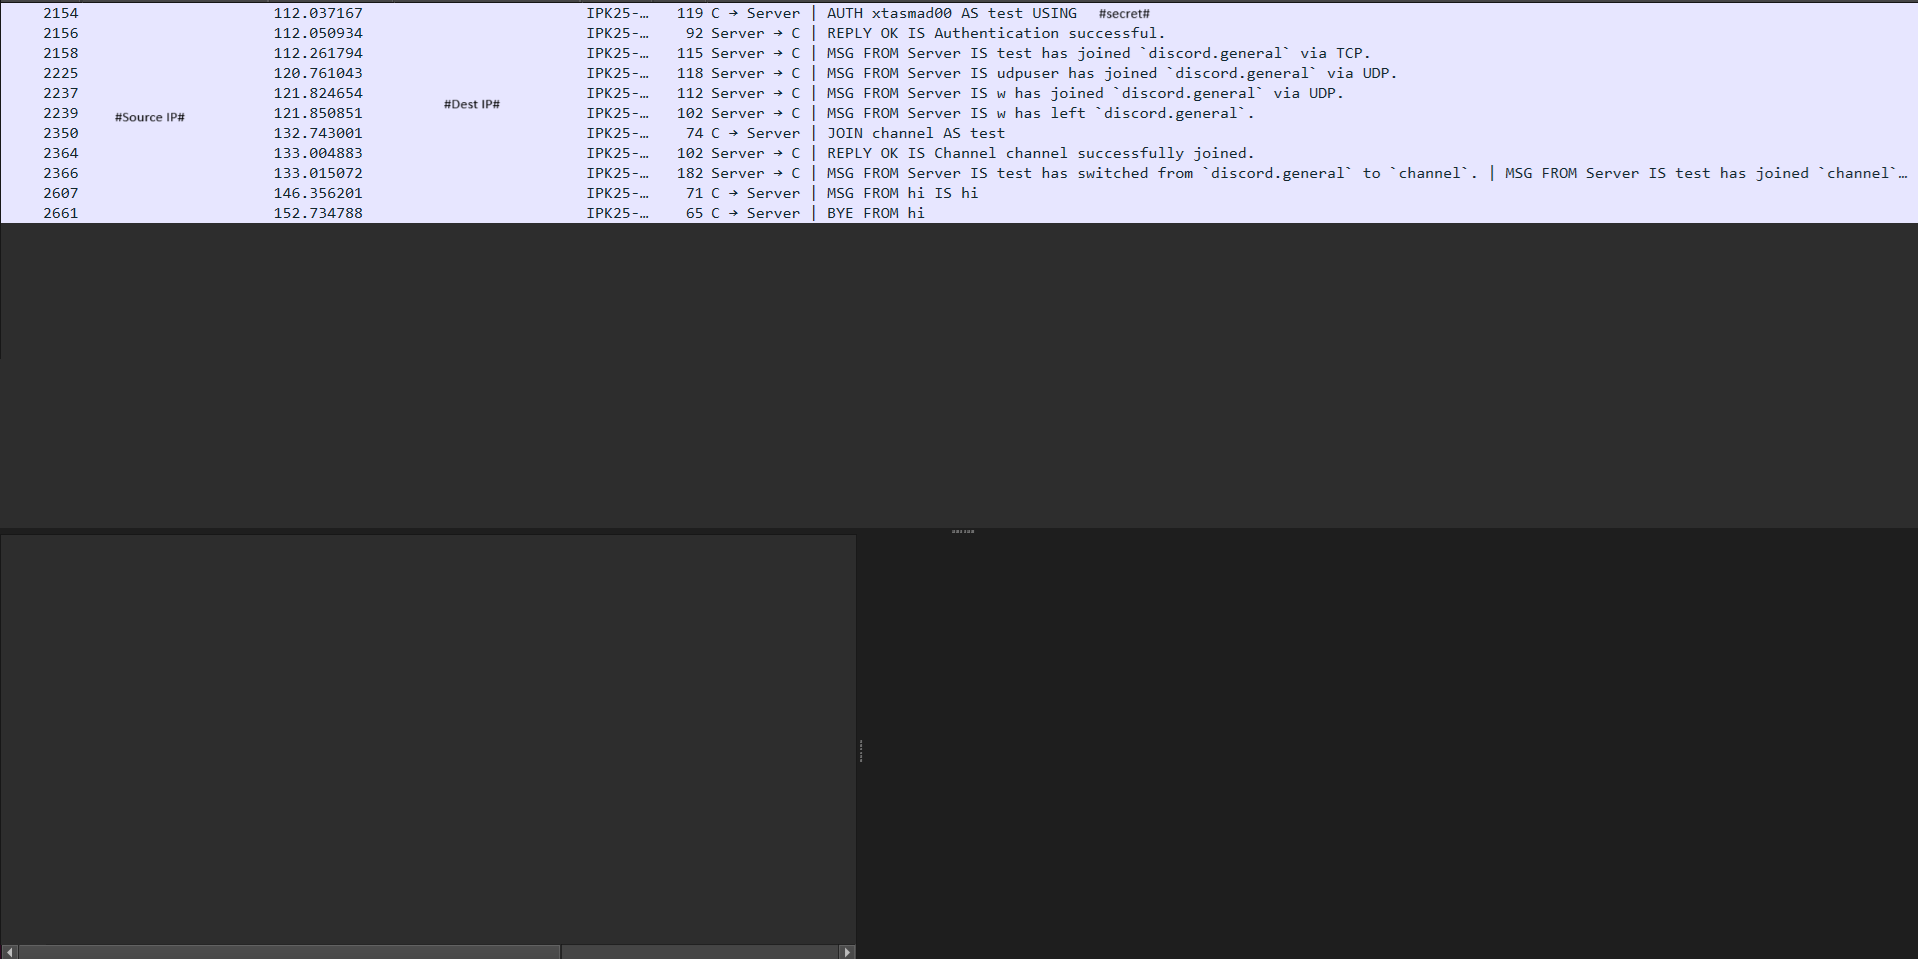 2154 112.037167 IPK25-… 119 C → Server | AUTH xtasmad00 AS test USING #secret#
2156 112.050934 IPK25-… 92 Server → C | REPLY OK IS Authentication successful.
2158 112.261794 IPK25-… 115 Server → C | MSG FROM Server IS test has joined `discord.general` via TCP.
2225 120.761043 IPK25-… 118 Server → C | MSG FROM Server IS udpuser has joined `discord.general` via UDP.
2237 121.824654 IPK25-… 112 Server → C | MSG FROM Server IS w has joined `discord.general` via UDP.
#Dest IP#
2239 121.850851 IPK25-… 102 Server → C | MSG FROM Server IS w has left `discord.general`.
#Source IP#
2350 132.743001 IPK25-… 74 C → Server | JOIN channel AS test
2364 133.004883 IPK25-… 102 Server → C | REPLY OK IS Channel channel successfully joined.
2366 133.015072 IPK25-… 182 Server → C | MSG FROM Server IS test has switched from `discord.general` to `channel`. | MSG FROM Server IS test has joined `channel`…
2607 146.356201 IPK25-… 71 C → Server | MSG FROM hi IS hi
2661 152.734788 IPK25-… 65 C → Server | BYE FROM hi